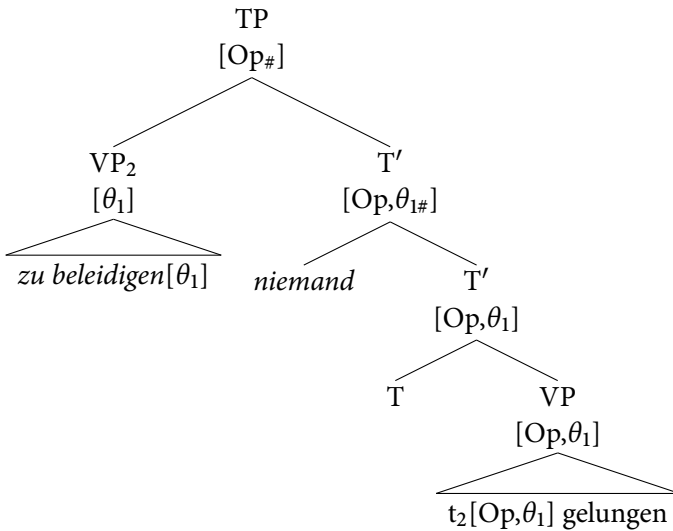 TP
[Op#]
VP₂ T′
[θ₁] [Op,θ₁#]
zu beleidigen[θ₁] niemand T′
[Op,θ₁]
T VP
[Op,θ₁]
t₂[Op,θ₁] gelungen